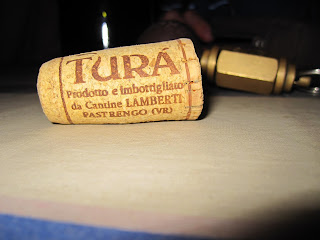 TURÁ
Prodotto e imbottigliato
da Cantine LAMBERTI
PASTRENGO (VR)